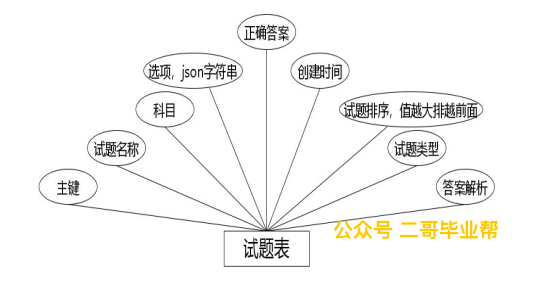 正确答案
选项，json字符串
创建时间
科目
试题排序，值越大排越前面
试题名称
试题类型
主键
答案解析
公众号 二哥毕业帮
试题表